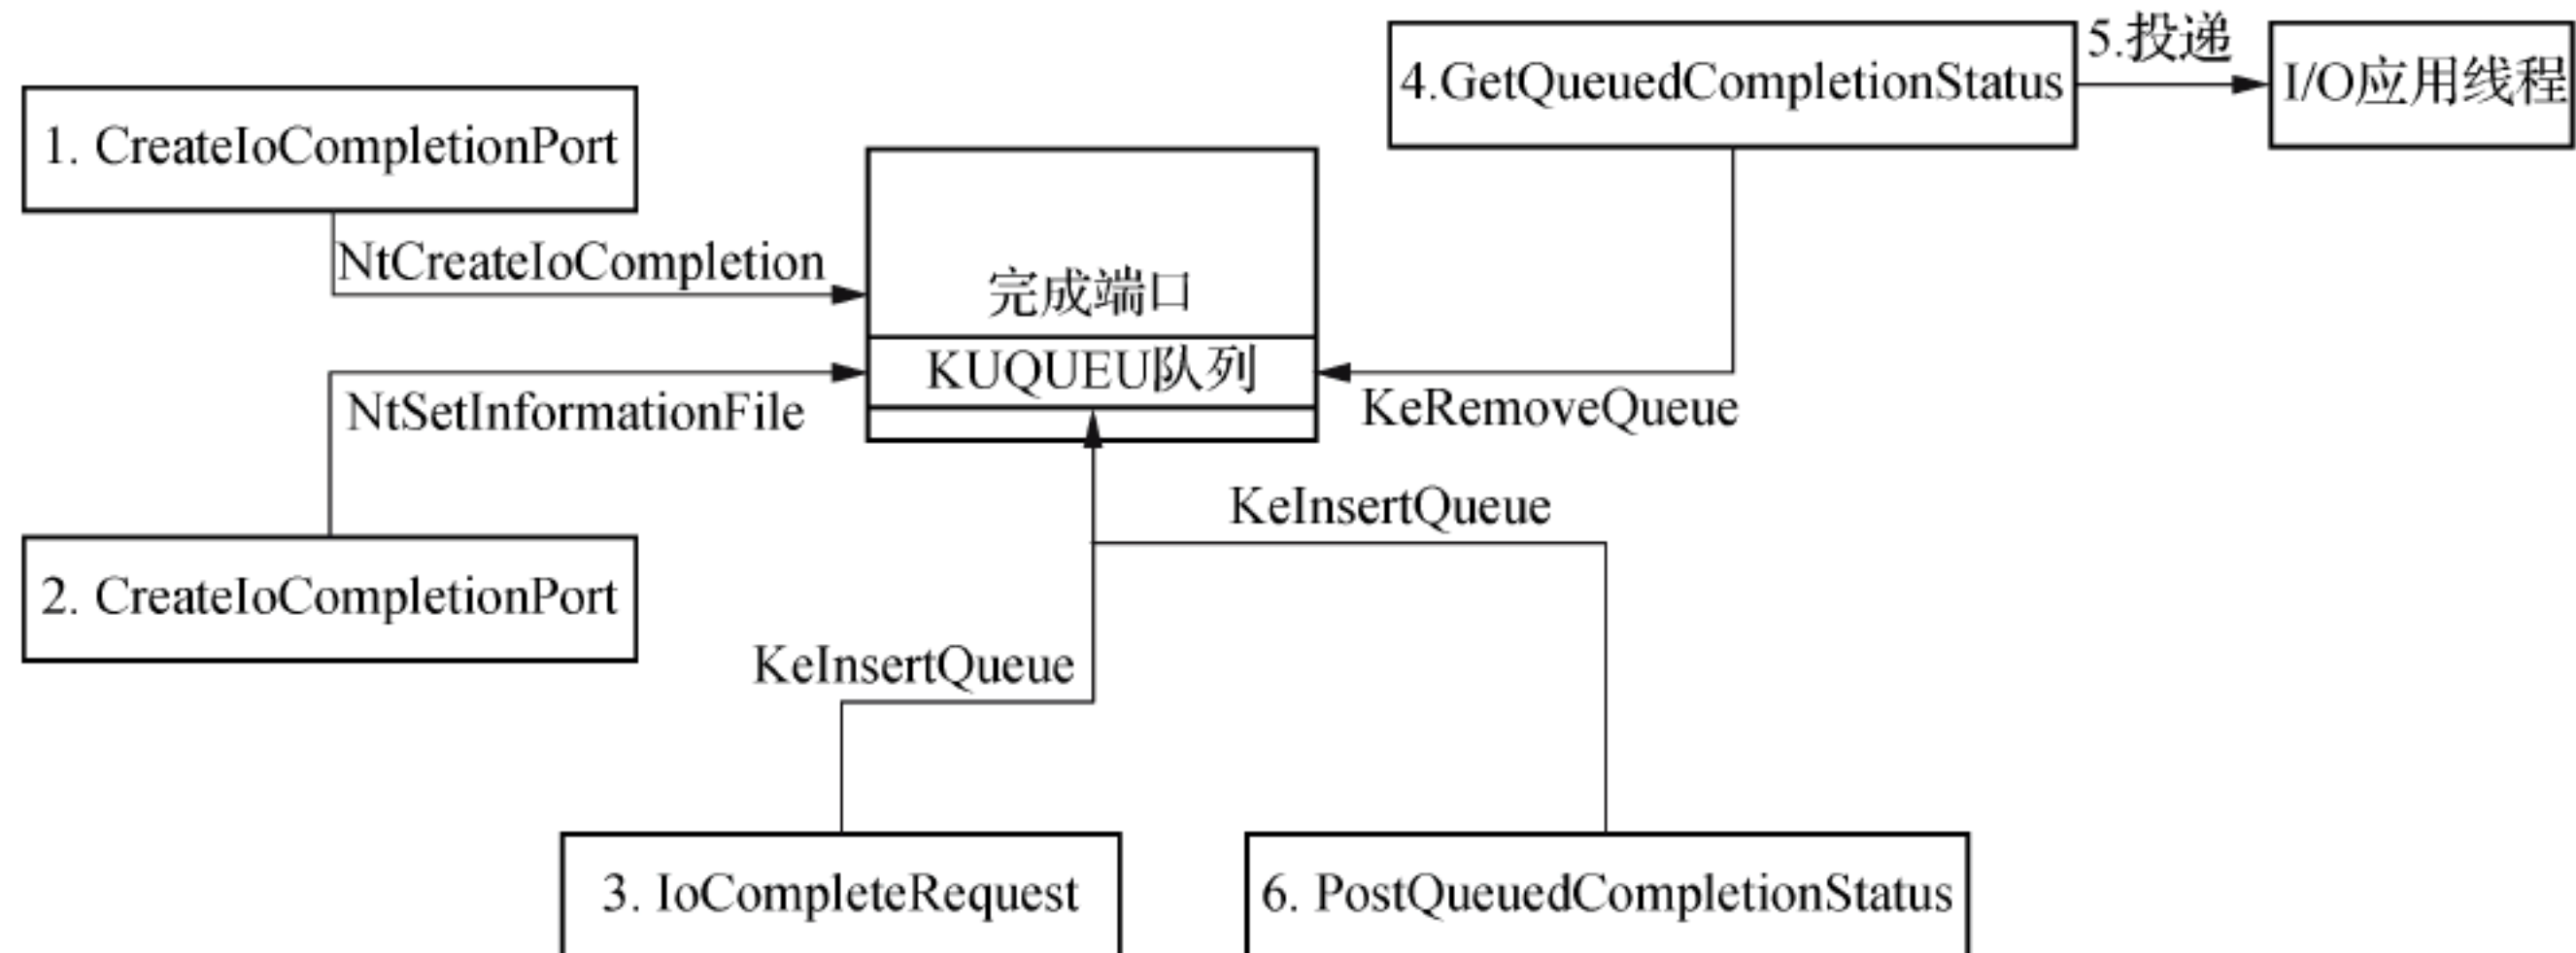 1. CreateIoCompletionPort
NtCreateIoCompletion
NtSetInformationFile
2. CreateIoCompletionPort
完成端口
KUQUEU队列
4.GetQueuedCompletionStatus
5.投递
I/O应用线程
KeRemoveQueue
KeInsertQueue
KeInsertQueue
3. IoCompleteRequest
6. PostQueuedCompletionStatus